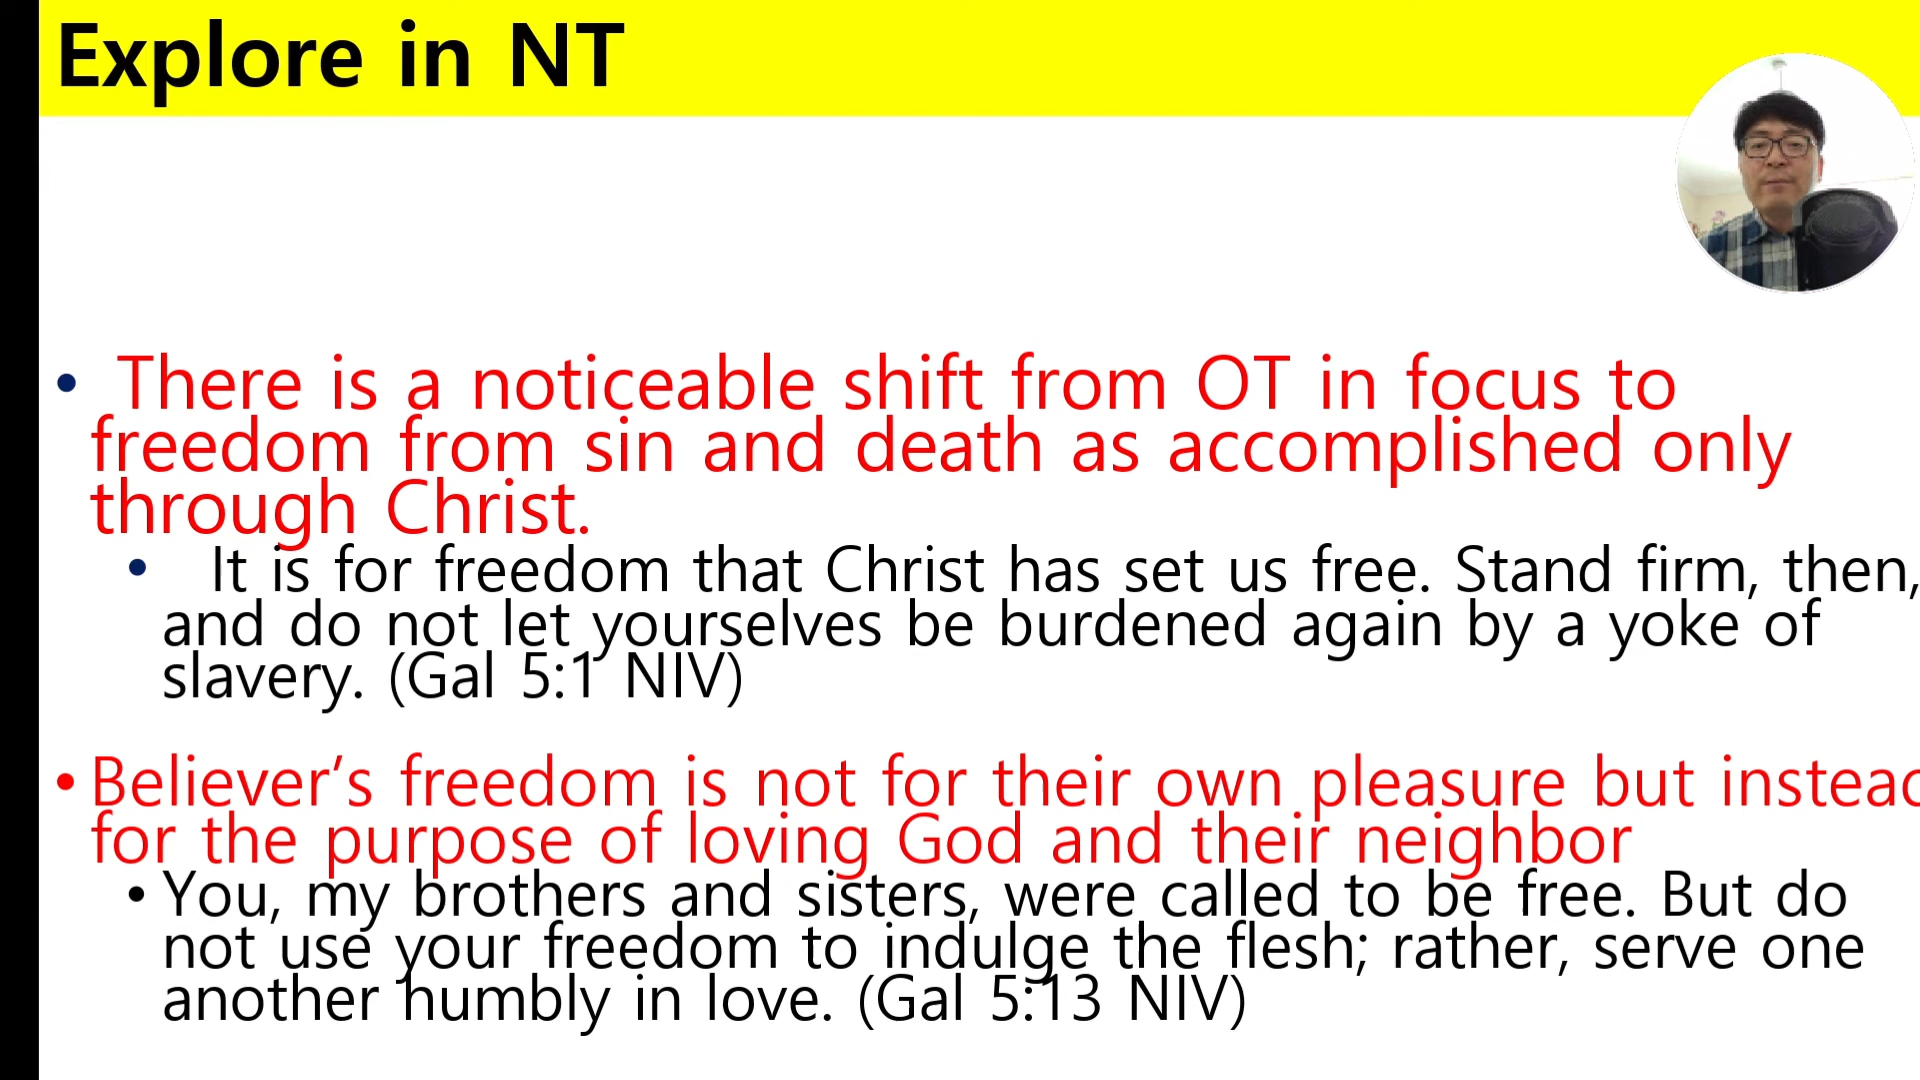 Explore in NT
• There is a noticeable shift from OT in focus to
freedom from sin and death as accomplished only
through Christ.
• It is for freedom that Christ has set us free. Stand firm, then,
and do not let yourselves be burdened again by a yoke of
slavery. (Gal 5:1 NIV)
• Believer’s freedom is not for their own pleasure but instead
for the purpose of loving God and their neighbor
• You, my brothers and sisters, were called to be free. But do
not use your freedom to indulge the flesh; rather, serve one
another humbly in love. (Gal 5:13 NIV)